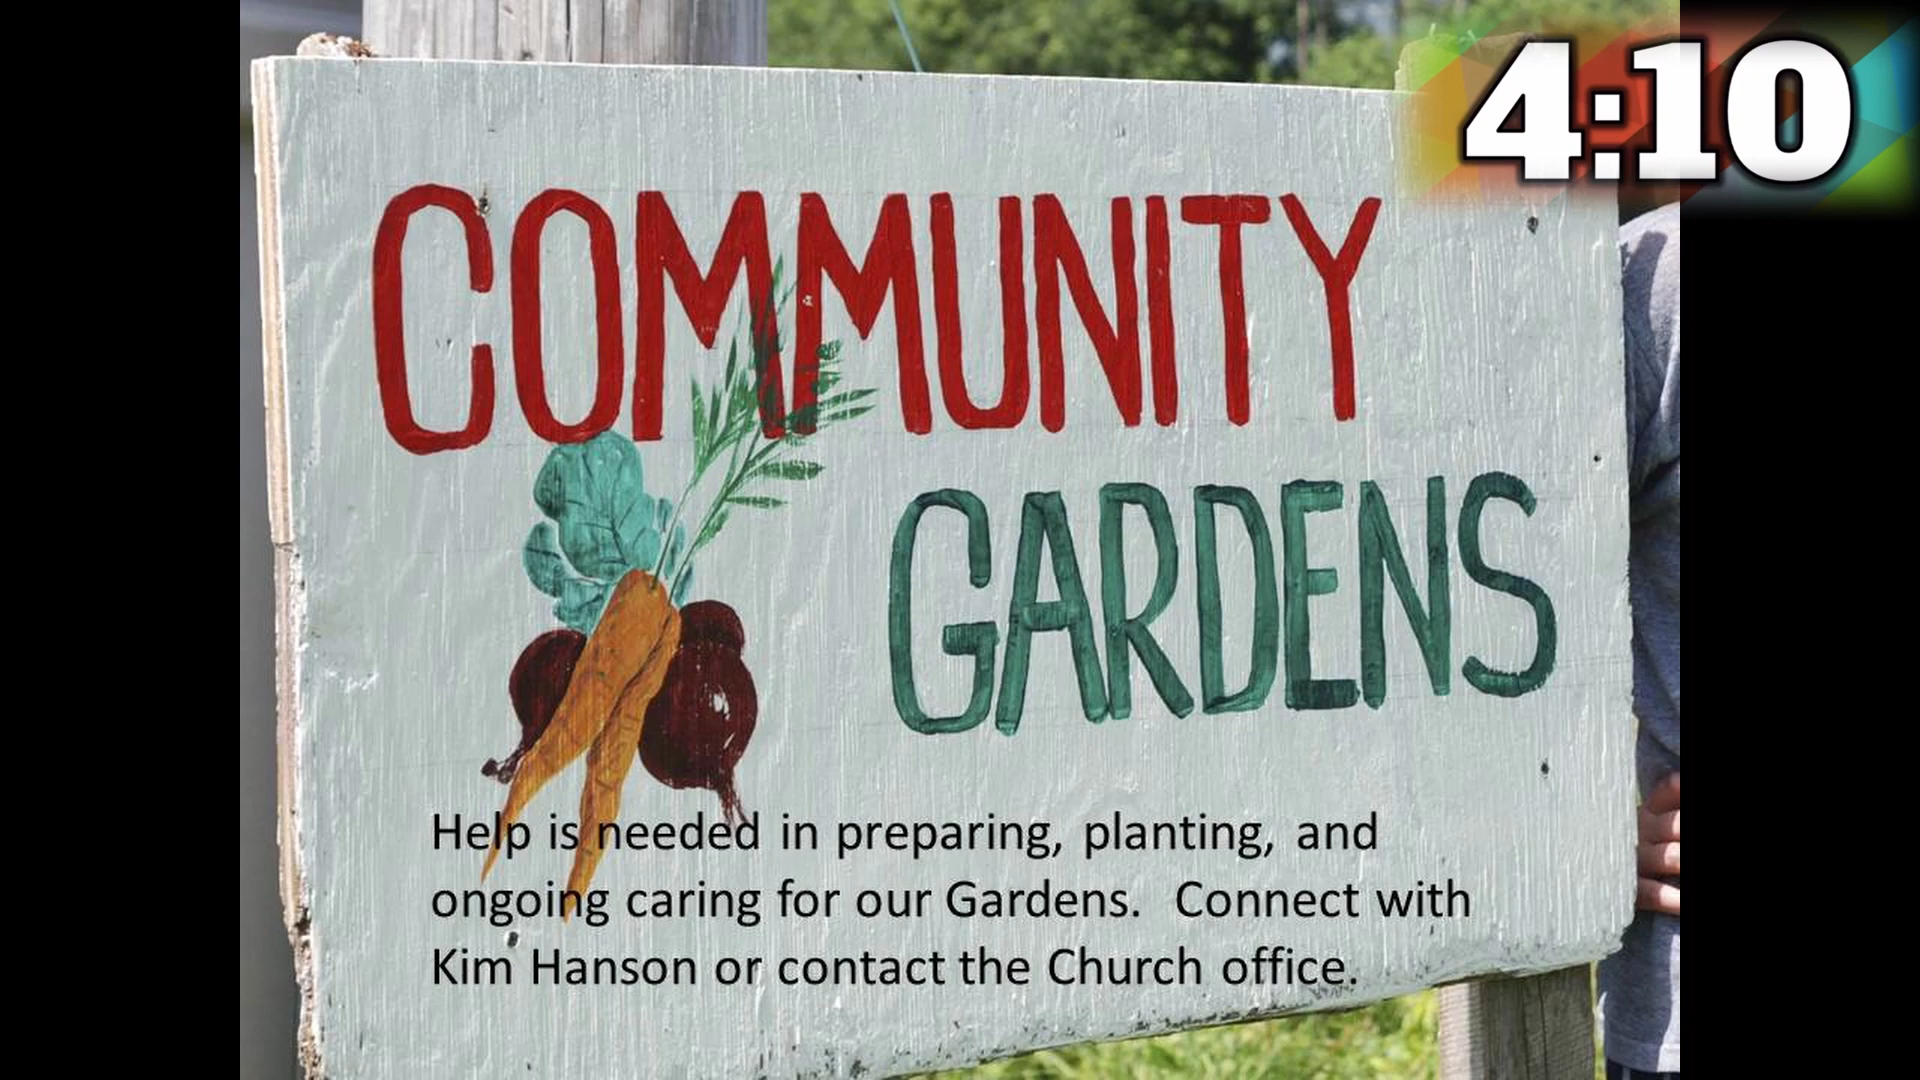 4:10
COMMUNITY
GARDENS
Help is needed in preparing, planting, and
ongoing caring for our Gardens.  Connect with
Kim Hanson or contact the Church office.